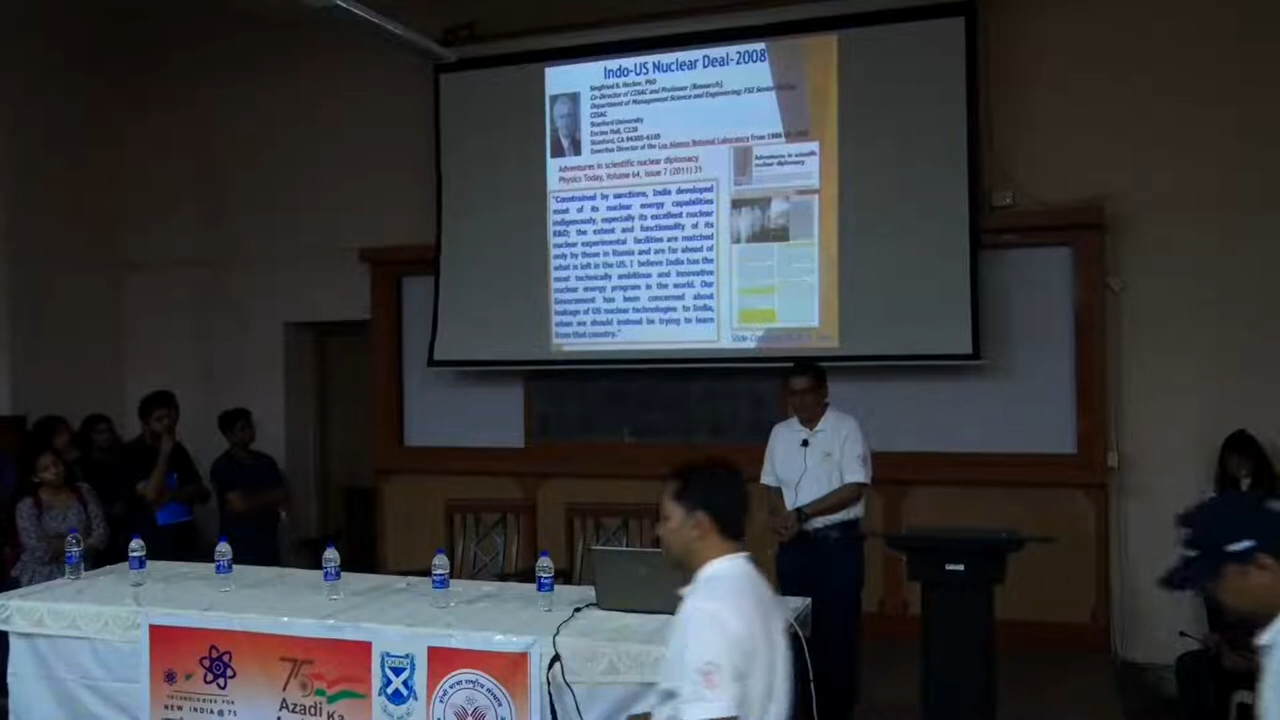 Indo-US Nuclear Deal-2008
Siegfried S. Hecker, PhD
Co-Director of CISAC and Professor (Research),
Department of Management Science and Engineering; FSI Senior
CISAC
Stanford University
Encina Hall, C220
Stanford, CA 94305-6165
Emeritus Director of the Los Alamos National Laboratory from 1986
Adventures in scientific nuclear diplomacy
Physics Today, Volume 64, Issue 7 (2011) 31
Adventures in scientific
nuclear diplomacy
"Constrained by sanctions, India developed
most of its nuclear energy capabilities
indigenously, especially its excellent nuclear
R&D; the extent and functionality of its
nuclear experimental facilities are matched
only by those in Russia and are far ahead of
what is left in the US. I believe India has the
most technically ambitious and innovative
nuclear energy program in the world. Our
Government has been concerned about
leakage of US nuclear technologies to India,
when we should instead be trying to learn
from that country."
Slide
TECHNOLOGIES FOR
NEW INDIA @ 75
75
Azadi Ka
होमी भाभा राष्ट्रीय संस्थान